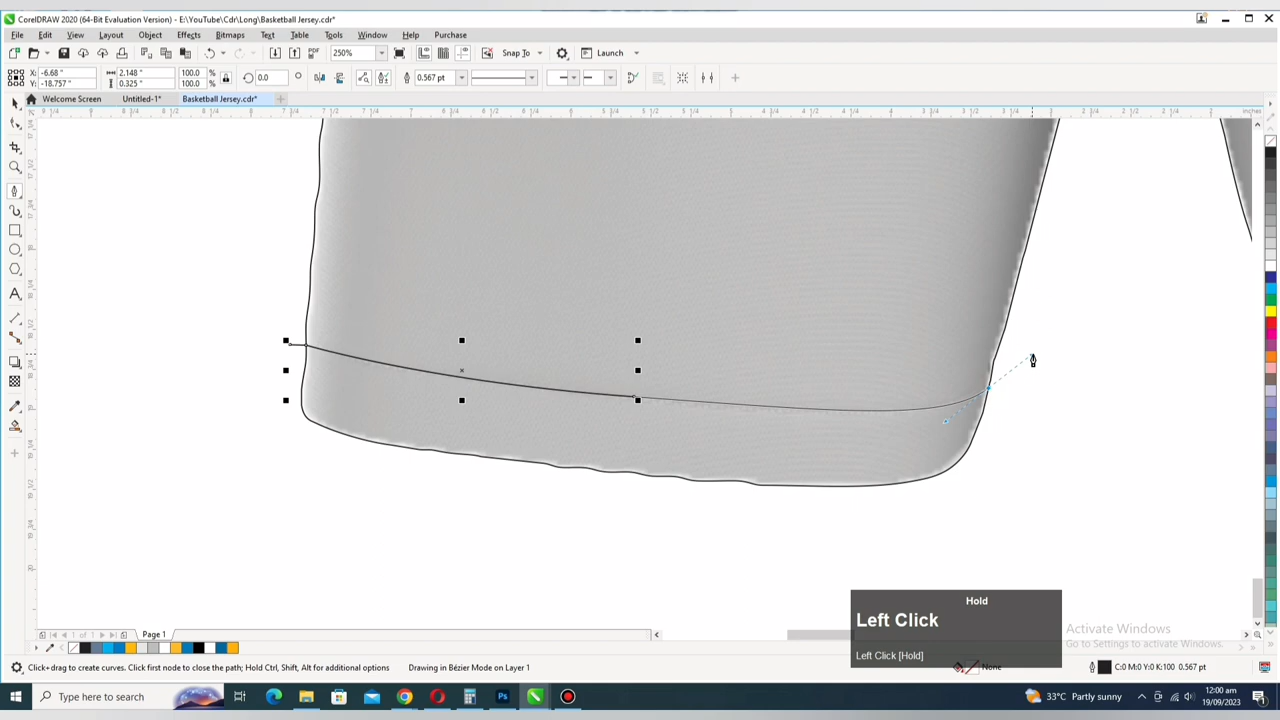 CorelDRAW 2020 (64-Bit Evaluation Version) - E:\YouTube\Cdr\Long\Basketball Jersey.cdr*
File Edit View Layout Object Effects Bitmaps Text Table Tools Window Help Purchase
250% Snap To Launch
X: -6.68 " 2.148 " 100.0 % 0.0 ° 0.567 pt
Y: -18.757 " 0.325 " 100.0 %
Welcome Screen Untitled-1* Basketball Jersey.cdr*
inches
Hold
Left Click
Left Click [Hold]
Activate Windows
Go to Settings to activate Windows.
1 of 1 Page 1
Click+drag to create curves. Click first node to close the path; Hold Ctrl, Shift, Alt for additional options Drawing in Bézier Mode on Layer 1 None C:0 M:0 Y:0 K:100 0.567 pt
Type here to search 33°C Partly sunny 12:00 am
19/09/2023